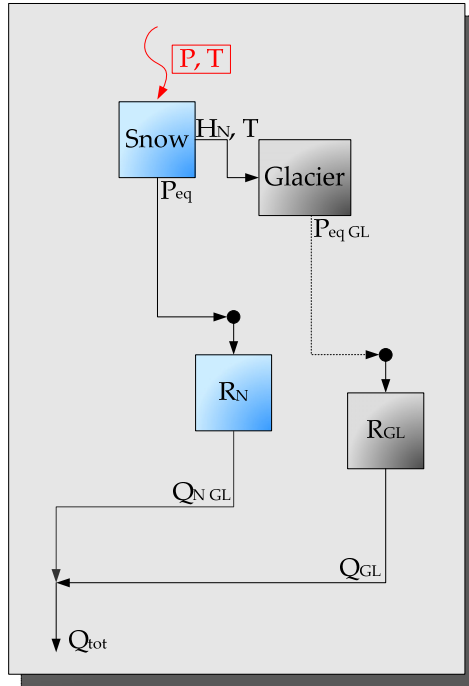 P, T
Snow
HN, T
Glacier
Peq
Peq GL
RN
RGL
QN GL
QGL
Qtot